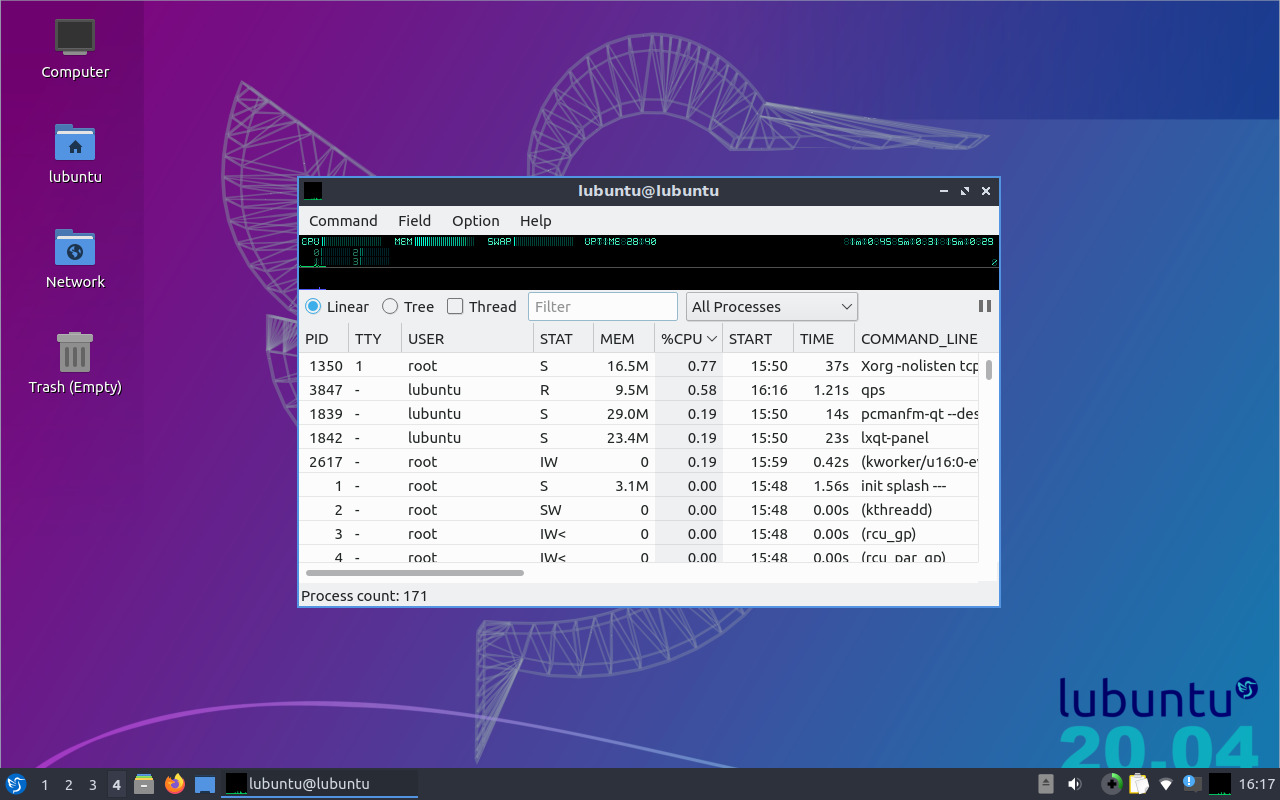 Computer
lubuntu
Network
Trash (Empty)
lubuntu@lubuntu
Command Field Option Help
CPU MEM SWAP UPTIME:28:40 1m:0.45 5m:0.31 15m:0.29
0 2
1 3 2
Linear Tree Thread Filter All Processes
PID TTY USER STAT MEM %CPU START TIME COMMAND_LINE
1350 1 root S 16.5M 0.77 15:50 37s Xorg -nolisten tcp
3847 - lubuntu R 9.5M 0.58 16:16 1.21s qps
1839 - lubuntu S 29.0M 0.19 15:50 14s pcmanfm-qt --des
1842 - lubuntu S 23.4M 0.19 15:50 23s lxqt-panel
2617 - root IW 0 0.19 15:59 0.42s (kworker/u16:0-e
1 - root S 3.1M 0.00 15:48 1.56s init splash ---
2 - root SW 0 0.00 15:48 0.00s (kthreadd)
3 - root IW< 0 0.00 15:48 0.00s (rcu_gp)
4 - root IW< 0 0.00 15:48 0.00s (rcu_par_gp)
Process count: 171
lubuntu
20.04
1 2 3 4 lubuntu@lubuntu 16:17